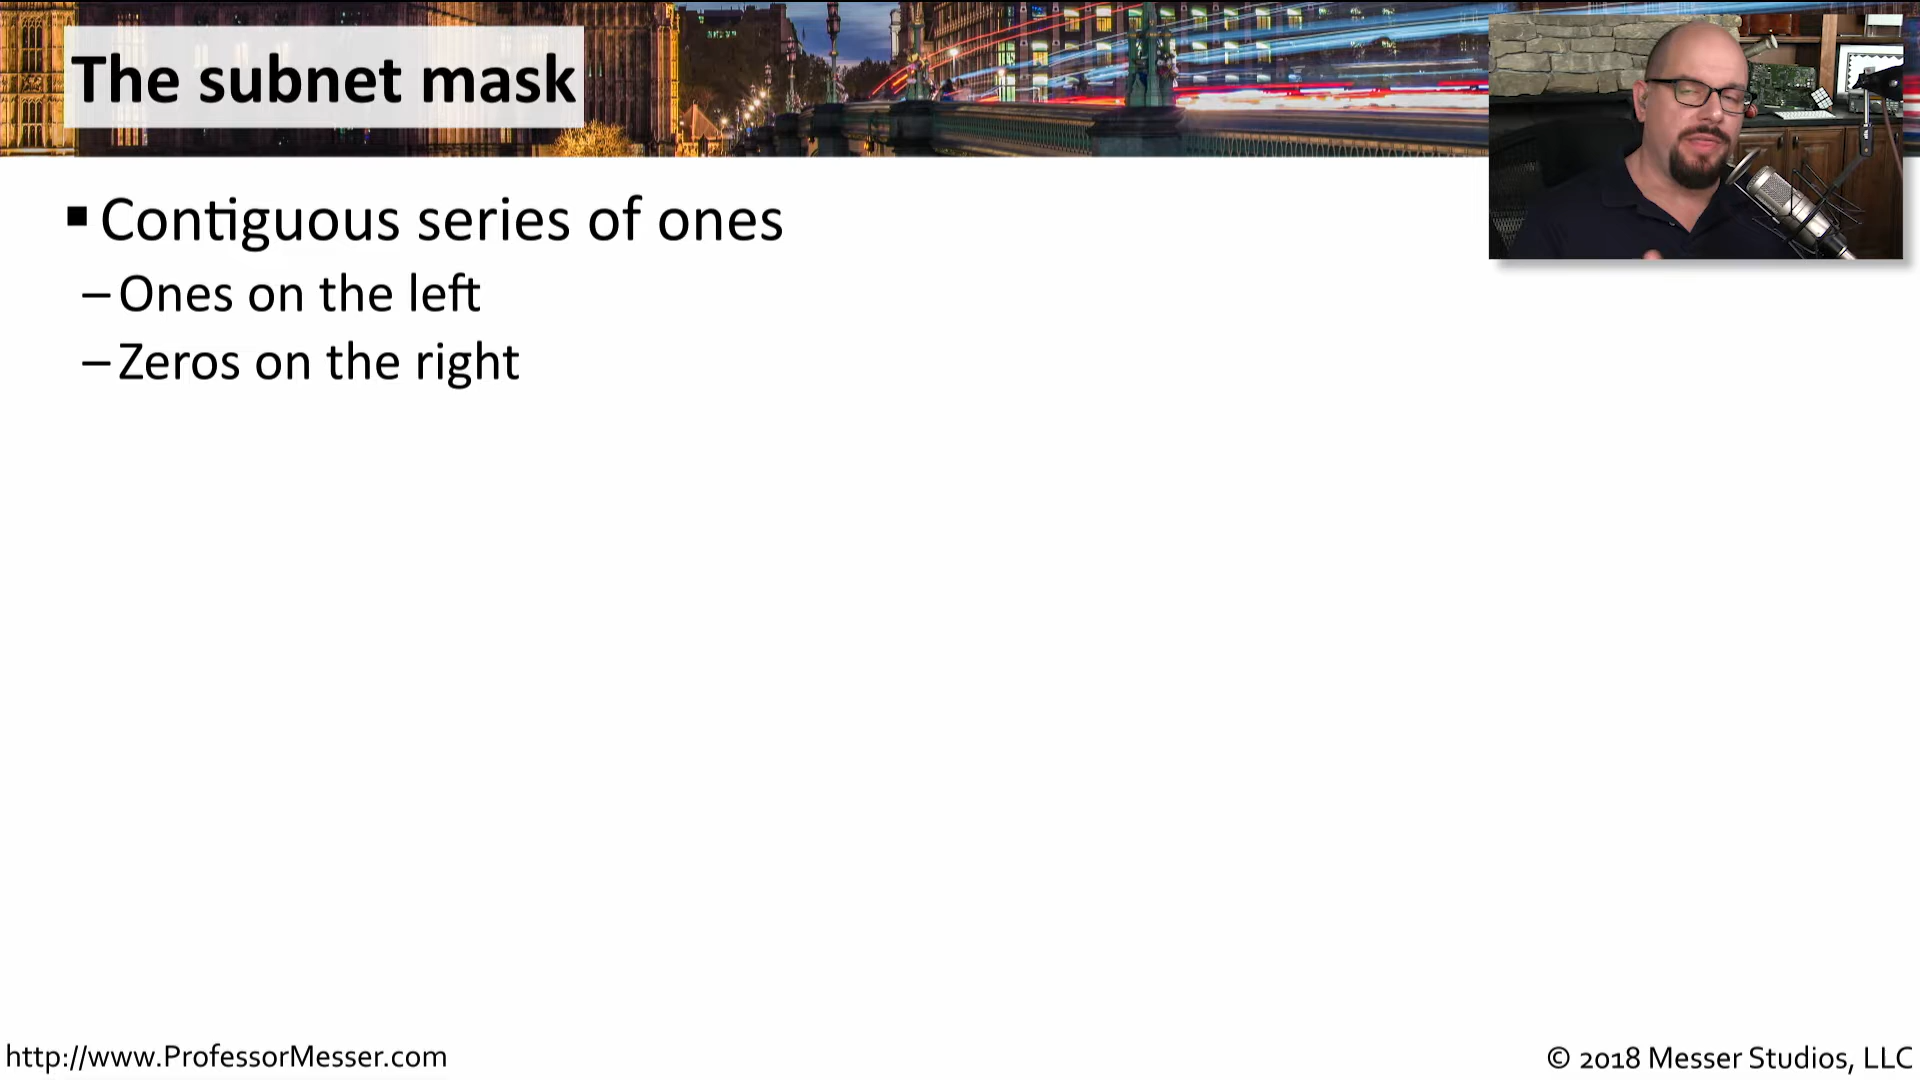 The subnet mask
▪ Contiguous series of ones
– Ones on the left
– Zeros on the right
http://www.ProfessorMesser.com
© 2018 Messer Studios, LLC